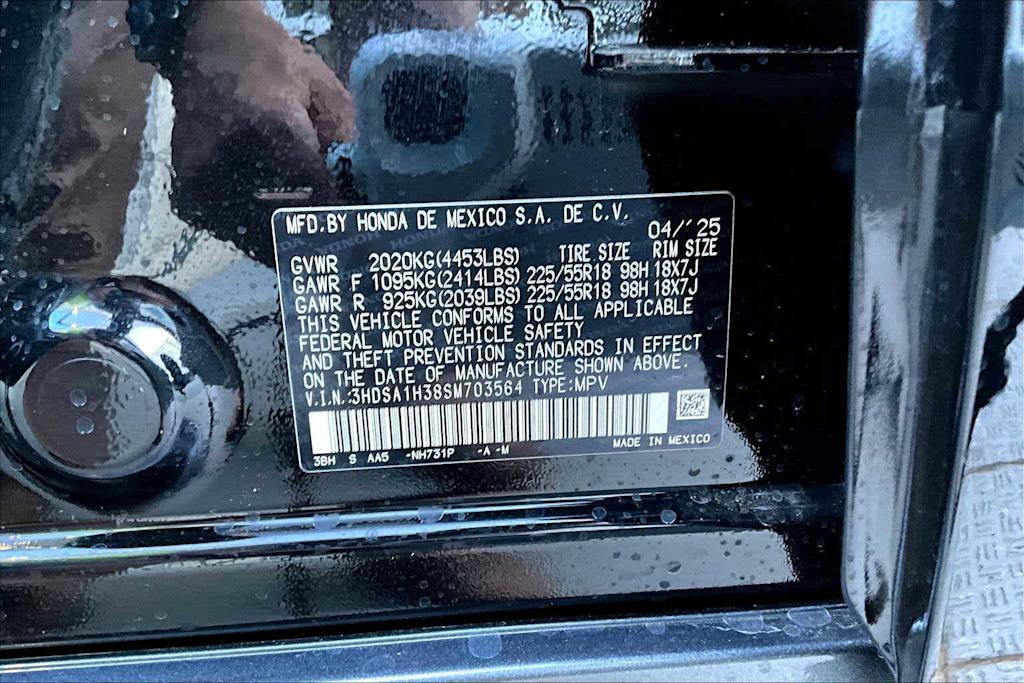 MFD.BY HONDA DE MEXICO S.A. DE C.V.
04/'25
GVWR 2020KG(4453LBS) TIRE SIZE RIM SIZE
GAWR F 1095KG(2414LBS) 225/55R18 98H 18X7J
GAWR R 925KG(2039LBS) 225/55R18 98H 18X7J
THIS VEHICLE CONFORMS TO ALL APPLICABLE
FEDERAL MOTOR VEHICLE SAFETY
AND THEFT PREVENTION STANDARDS IN EFFECT
ON THE DATE OF MANUFACTURE SHOWN ABOVE.
V.I.N.:3HDSA1H38SM703564 TYPE:MPV
3BH S AA5 -NH731P -A -M
MADE IN MEXICO